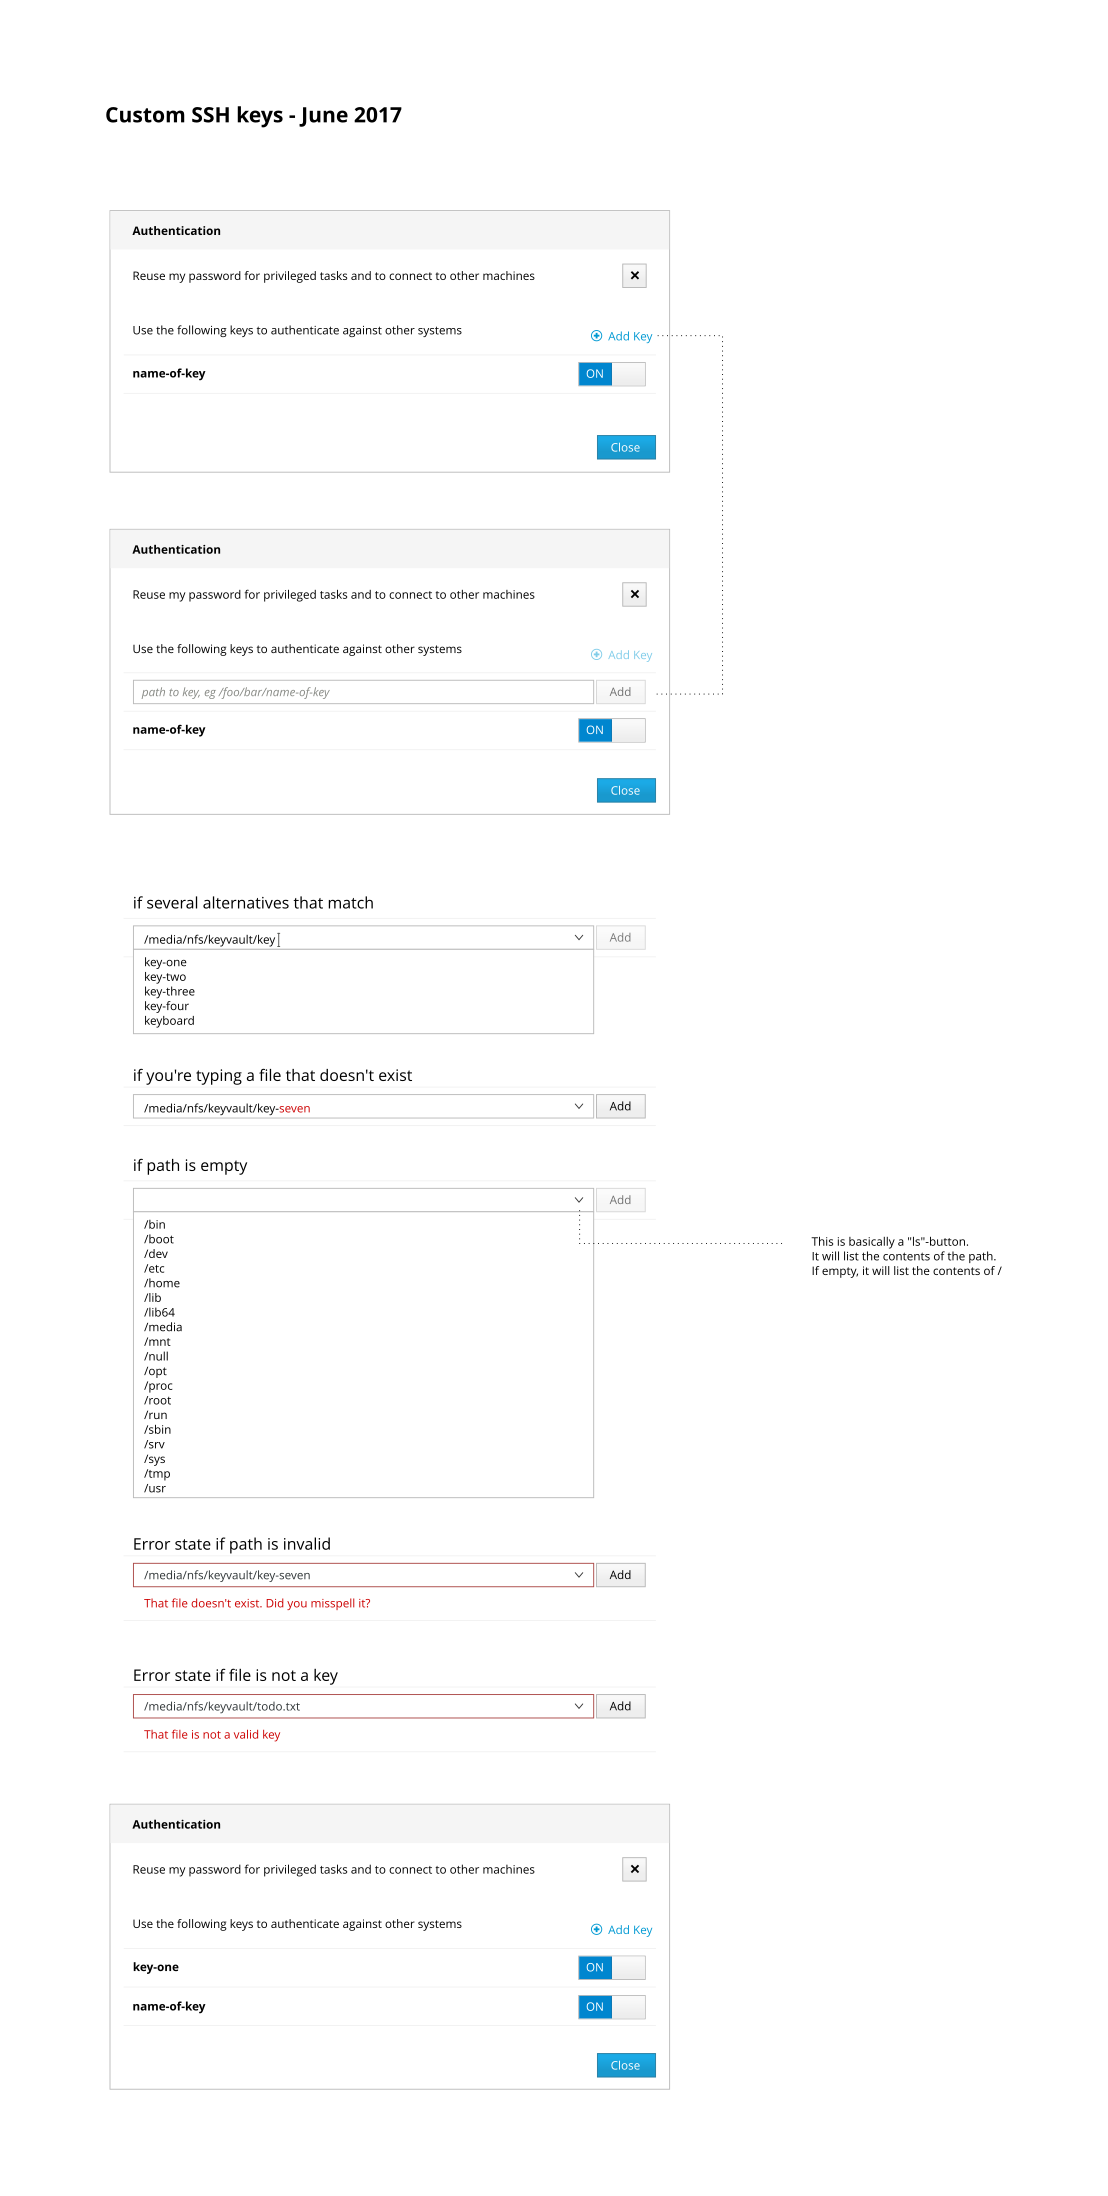 Custom SSH keys - June 2017
Authentication
Reuse my password for privileged tasks and to connect to other machines
Use the following keys to authenticate against other systems
Add Key
name-of-key
ON
Close
Authentication
Reuse my password for privileged tasks and to connect to other machines
Use the following keys to authenticate against other systems
Add Key
path to key, eg /foo/bar/name-of-key
Add
name-of-key
ON
Close
if several alternatives that match
/media/nfs/keyvault/key
Add
key-one
key-two
key-three
key-four
keyboard
if you're typing a file that doesn't exist
/media/nfs/keyvault/key-seven
Add
if path is empty
Add
/bin
/boot
/dev
/etc
/home
/lib
/lib64
/media
/mnt
/null
/opt
/proc
/root
/run
/sbin
/srv
/sys
/tmp
/usr
This is basically a "ls"-button.
It will list the contents of the path.
If empty, it will list the contents of /
Error state if path is invalid
/media/nfs/keyvault/key-seven
Add
That file doesn't exist. Did you misspell it?
Error state if file is not a key
/media/nfs/keyvault/todo.txt
Add
That file is not a valid key
Authentication
Reuse my password for privileged tasks and to connect to other machines
Use the following keys to authenticate against other systems
Add Key
key-one
ON
name-of-key
ON
Close